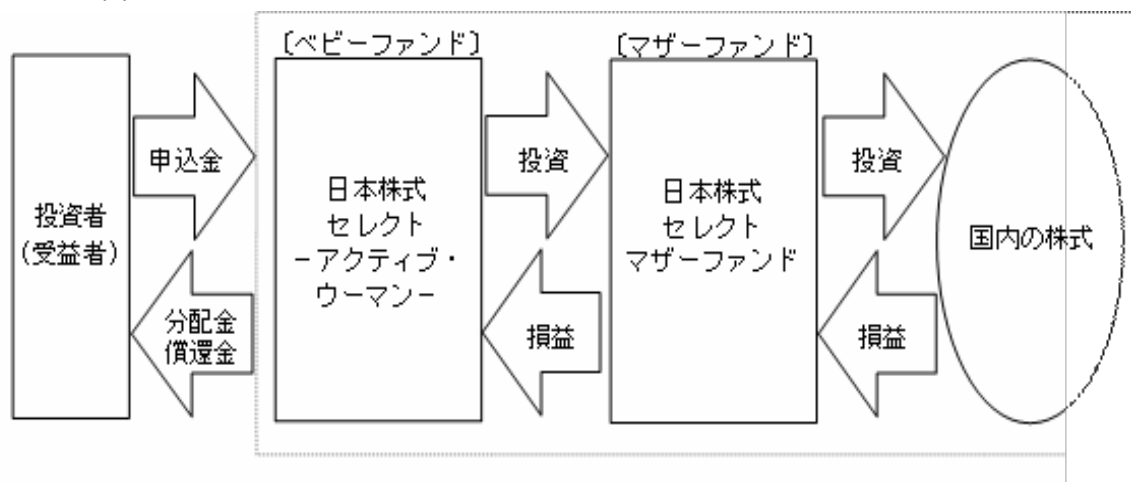 〔ベビーファンド〕
〔マザーファンド〕
投資者
(受益者)
申込金
分配金
償還金
日本株式
セレクト
－アクティブ・
ウーマン－
投資
損益
日本株式
セレクト
マザーファンド
投資
損益
国内の株式